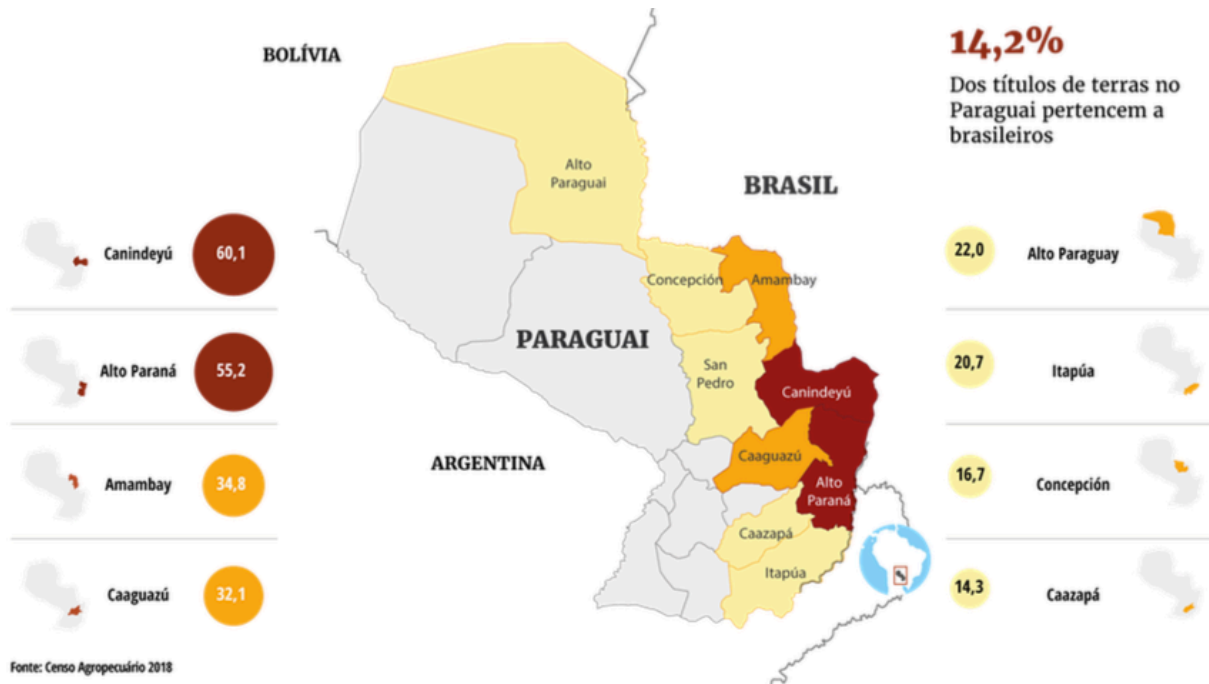 BOLÍVIA
14,2%
Dos títulos de terras no
Paraguai pertencem a
brasileiros
Alto
Paraguai
BRASIL
Canindeyú
60,1
22,0
Alto Paraguay
Concepción
Amambay
PARAGUAI
Alto Paraná
55,2
San
Pedro
20,7
Itapúa
Canindeyú
ARGENTINA
Caaguazú
Amambay
34,8
Alto
Paraná
16,7
Concepción
Caazapá
Itapúa
Caaguazú
32,1
14,3
Caazapá
Fonte: Censo Agropecuário 2018